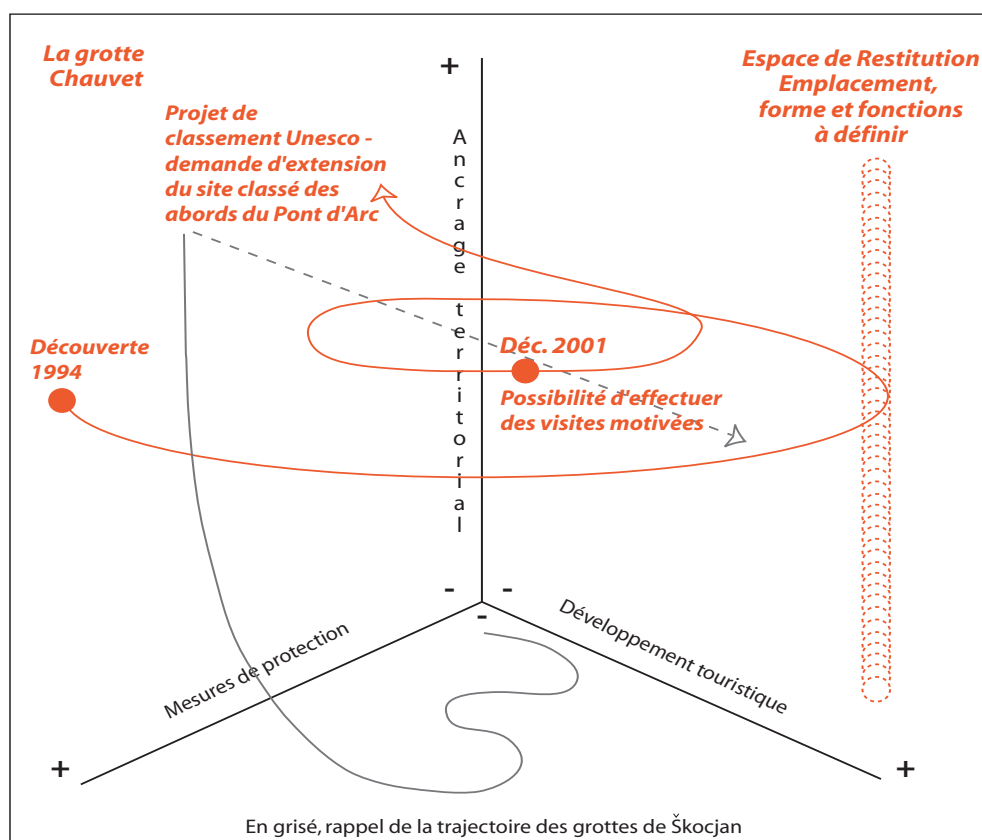 La grotte
Chauvet
Projet de
classement Unesco -
demande d'extension
du site classé des
abords du Pont d'Arc
+
Ancrage territorial
Espace de Restitution
Emplacement,
forme et fonctions
à définir
Découverte
1994
Déc. 2001
Possibilité d'effectuer
des visites motivées
- -
-
Mesures de protection
Développement touristique
+ +
En grisé, rappel de la trajectoire des grottes de Škocjan